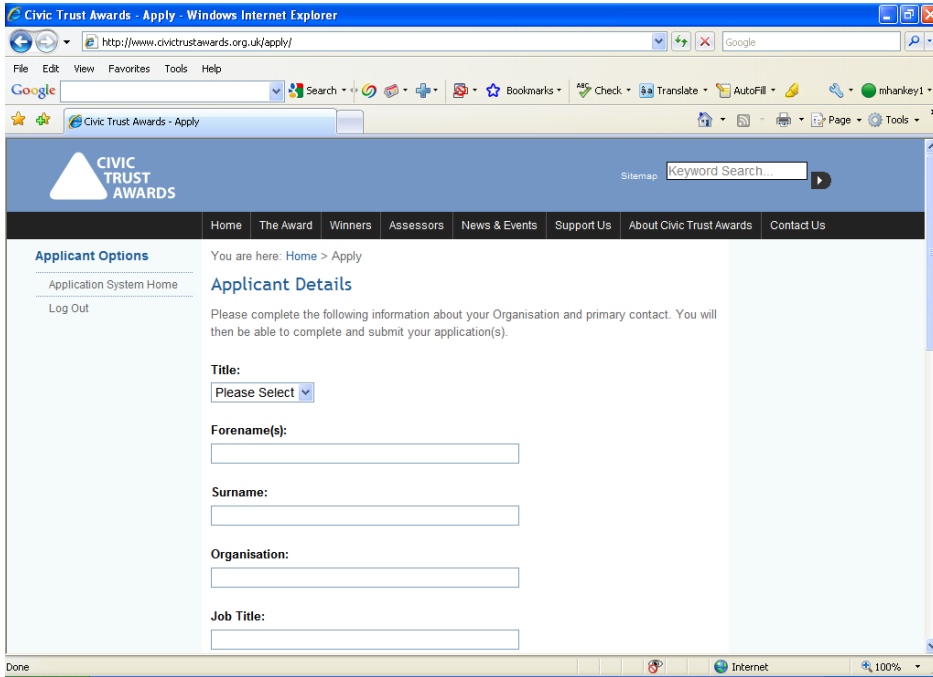 Civic Trust Awards - Apply - Windows Internet Explorer
http://www.civictrustawards.org.uk/apply/
Google
File Edit View Favorites Tools Help
Google Search Bookmarks ABC Check Translate AutoFill mhankey1
Civic Trust Awards - Apply Page Tools
CIVIC
TRUST
AWARDS
Sitemap Keyword Search...
Home The Award Winners Assessors News & Events Support Us About Civic Trust Awards Contact Us
Applicant Options
Application System Home
Log Out
You are here: Home > Apply
Applicant Details
Please complete the following information about your Organisation and primary contact. You will
then be able to complete and submit your application(s).
Title:
Please Select
Forename(s):
Surname:
Organisation:
Job Title:
Done Internet 100%